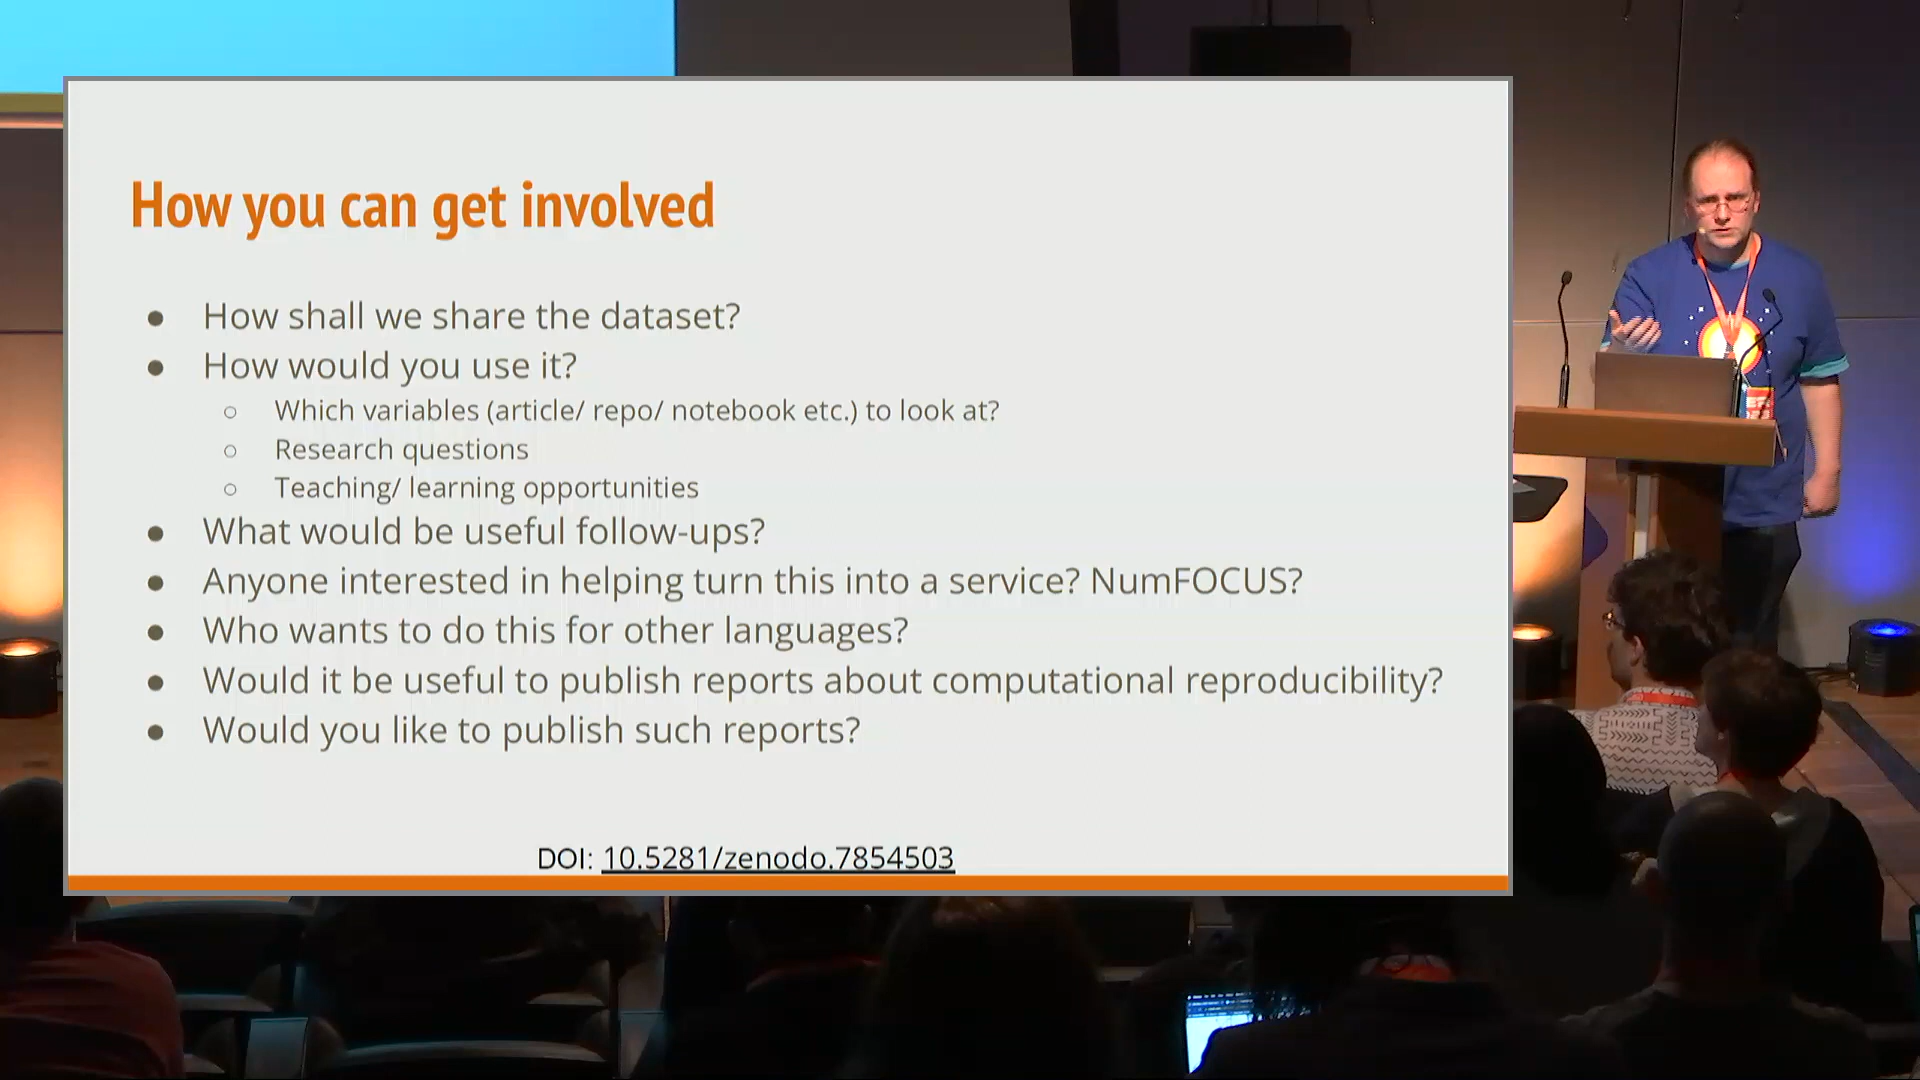 How you can get involved
How shall we share the dataset?
How would you use it?
Which variables (article/ repo/ notebook etc.) to look at?
Research questions
Teaching/ learning opportunities
What would be useful follow-ups?
Anyone interested in helping turn this into a service? NumFOCUS?
Who wants to do this for other languages?
Would it be useful to publish reports about computational reproducibility?
Would you like to publish such reports?
DOI: 10.5281/zenodo.7854503